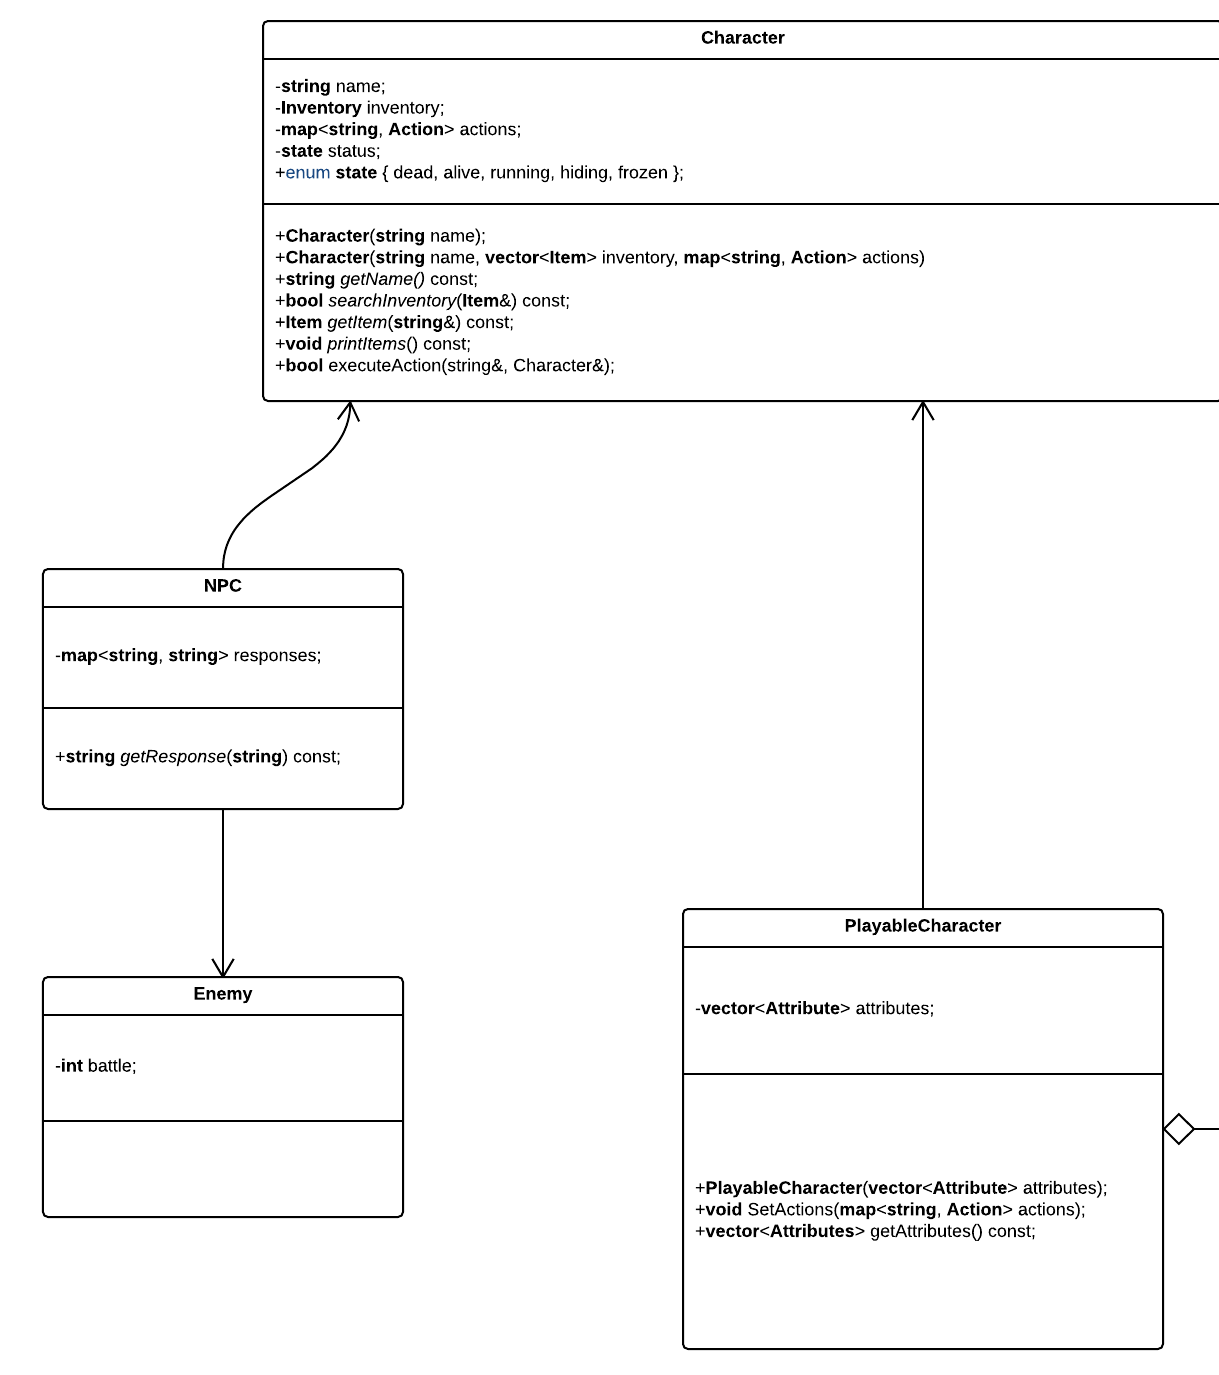 Character
-string name;
-Inventory inventory;
-map<string, Action> actions;
-state status;
+enum state { dead, alive, running, hiding, frozen };
+Character(string name);
+Character(string name, vector<Item> inventory, map<string, Action> actions)
+string getName() const;
+bool searchInventory(Item&) const;
+Item getItem(string&) const;
+void printItems() const;
+bool executeAction(string&, Character&);
NPC
-map<string, string> responses;
+string getResponse(string) const;
Enemy
-int battle;
PlayableCharacter
-vector<Attribute> attributes;
+PlayableCharacter(vector<Attribute> attributes);
+void SetActions(map<string, Action> actions);
+vector<Attributes> getAttributes() const;